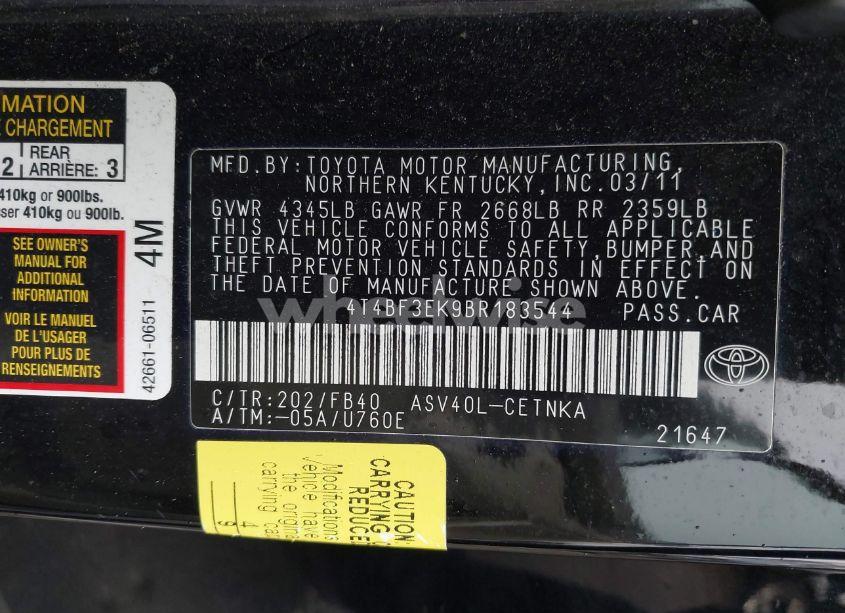 MATION
E CHARGEMENT
2 REAR ARRIÈRE: 3
410kg or 900lbs.
ser 410kg ou 900lb.
SEE OWNER'S
MANUAL FOR
ADDITIONAL
INFORMATION
VOIR LE MANUEL
DE L'USAGER
POUR PLUS DE
RENSEIGNEMENTS
4M
42661-06511
MFD.BY:TOYOTA MOTOR MANUFACTURING,
NORTHERN KENTUCKY,INC.03/11
GVWR 4345LB GAWR FR 2668LB RR 2359LB
THIS VEHICLE CONFORMS TO ALL APPLICABLE
FEDERAL MOTOR VEHICLE SAFETY,BUMPER,AND
THEFT PREVENTION STANDARDS IN EFFECT ON
THE DATE OF MANUFACTURE SHOWN ABOVE.
4T4BF3EK9BR183544 PASS.CAR
wheelwise
C/TR:202/FB40 ASV40L-CETNKA
A/TM:-05A/U760E
21647
CAUTION
CARRYING
REDUCE
Modifications
vehicle have
the origina
carrying ca